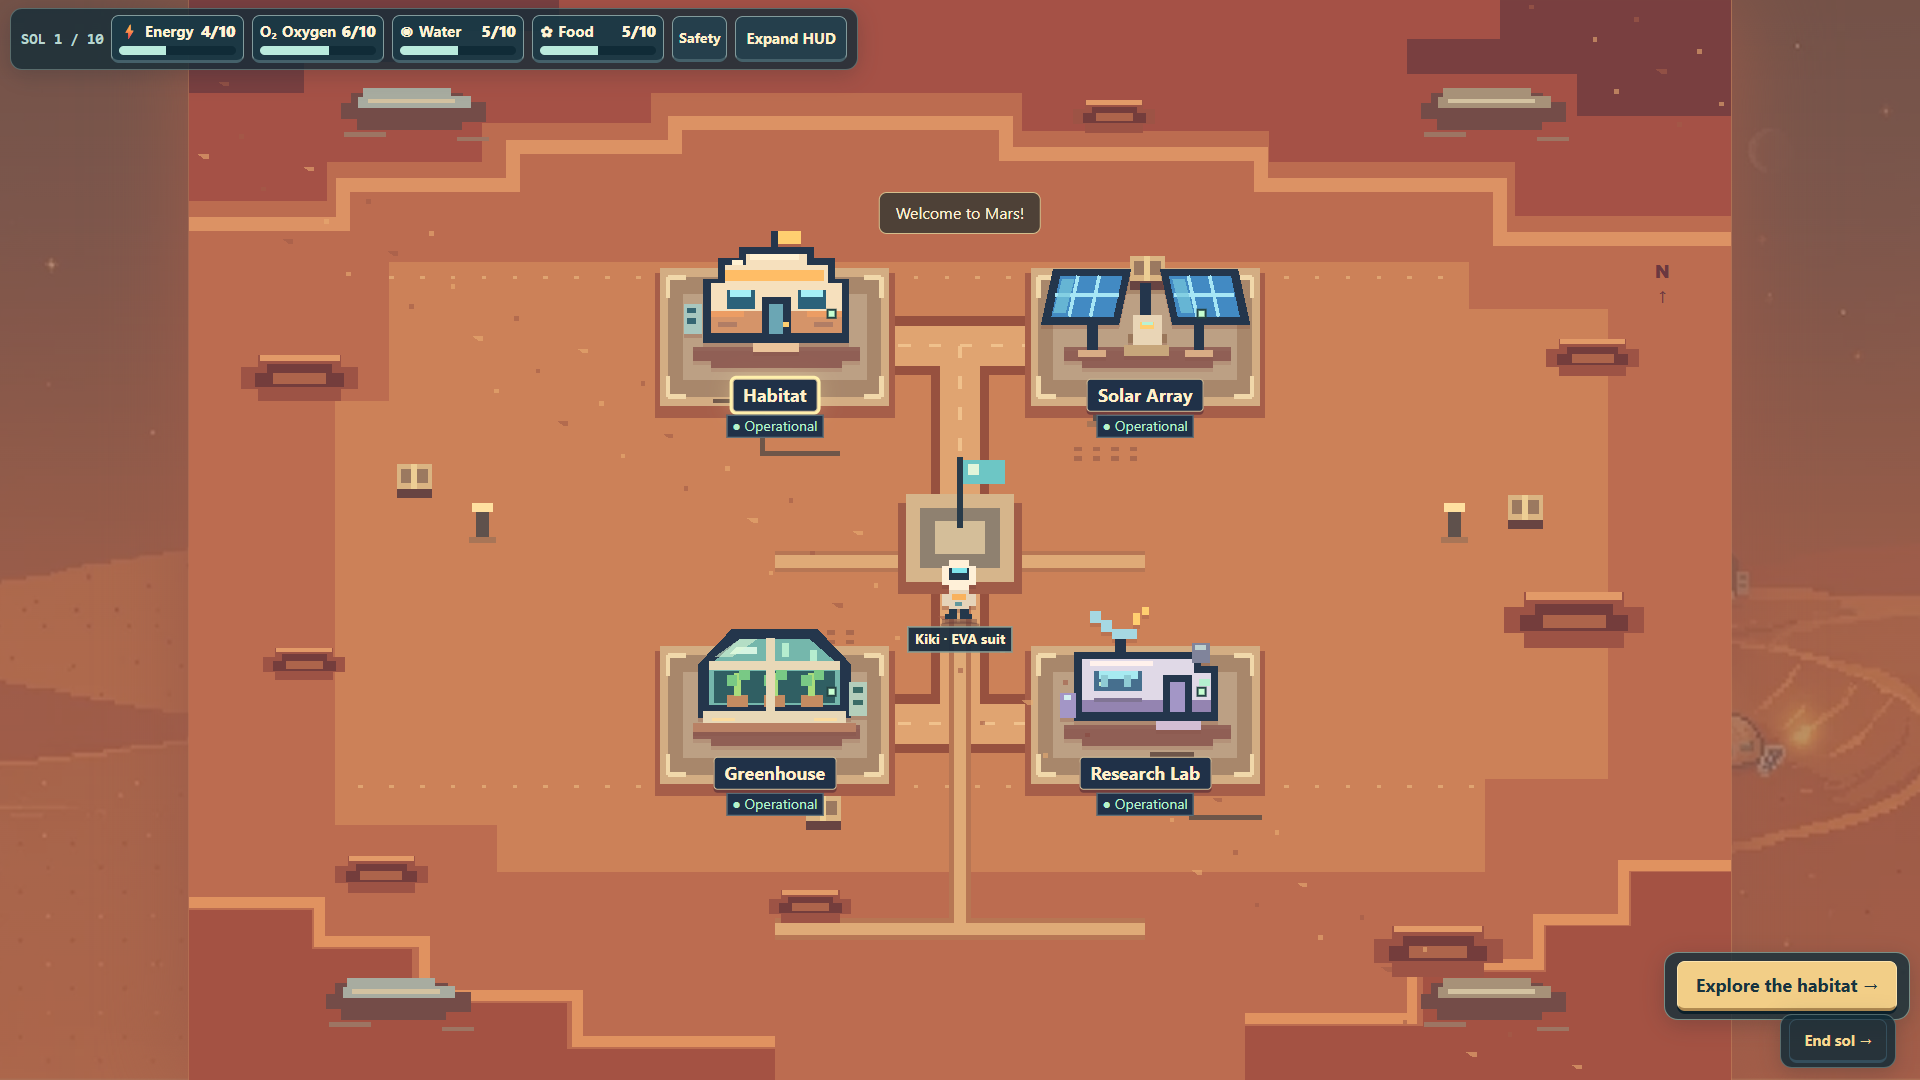 SOL 1 / 10
Energy 4/10
O₂ Oxygen 6/10
Water 5/10
Food 5/10
Safety
Expand HUD
Welcome to Mars!
N
↑
Habitat
● Operational
Solar Array
● Operational
Kiki · EVA suit
Greenhouse
● Operational
Research Lab
● Operational
Explore the habitat →
End sol →